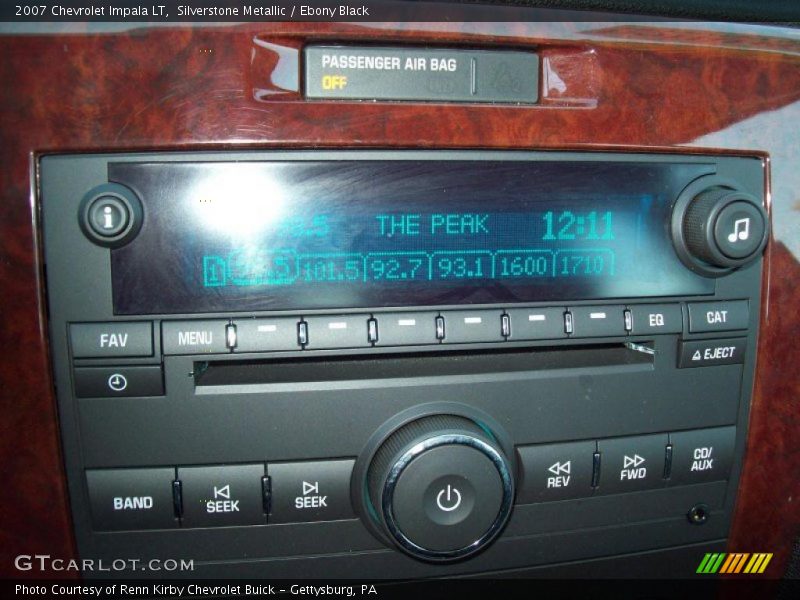 2007 Chevrolet Impala LT, Silverstone Metallic / Ebony Black
PASSENGER AIR BAG
OFF
THE PEAK 12:11
1 101.5 92.7 93.1 1600 1710
i
FAV MENU EQ CAT
EJECT
BAND SEEK SEEK REV FWD CD/
AUX
GTCARLOT.COM
Photo Courtesy of Renn Kirby Chevrolet Buick - Gettysburg, PA